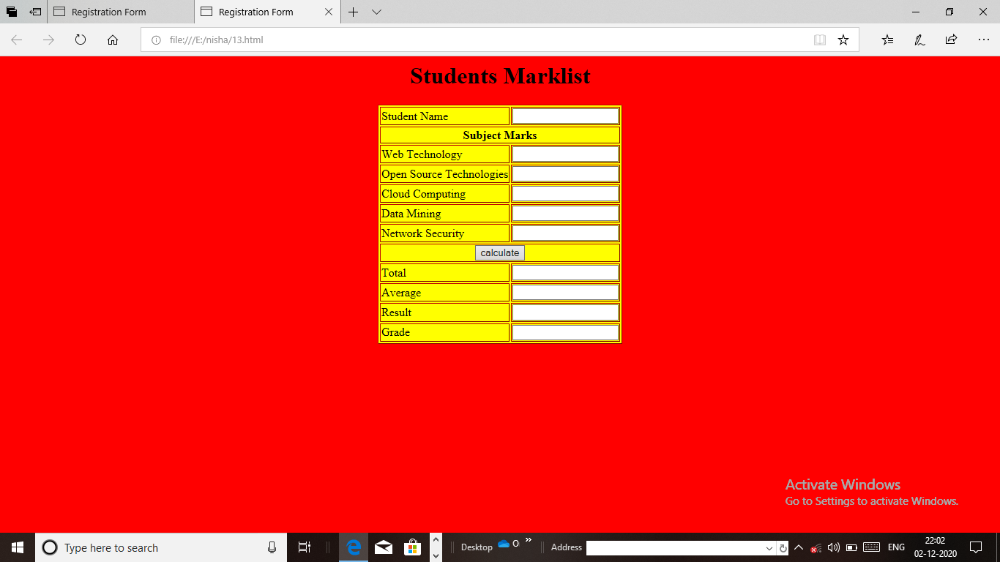 Registration Form
Registration Form
file:///E:/nisha/13.html
Students Marklist
Student Name
Subject Marks
Web Technology
Open Source Technologies
Cloud Computing
Data Mining
Network Security
calculate
Total
Average
Result
Grade
Activate Windows
Go to Settings to activate Windows.
Type here to search
Desktop
O
Address
ENG
22:02
02-12-2020